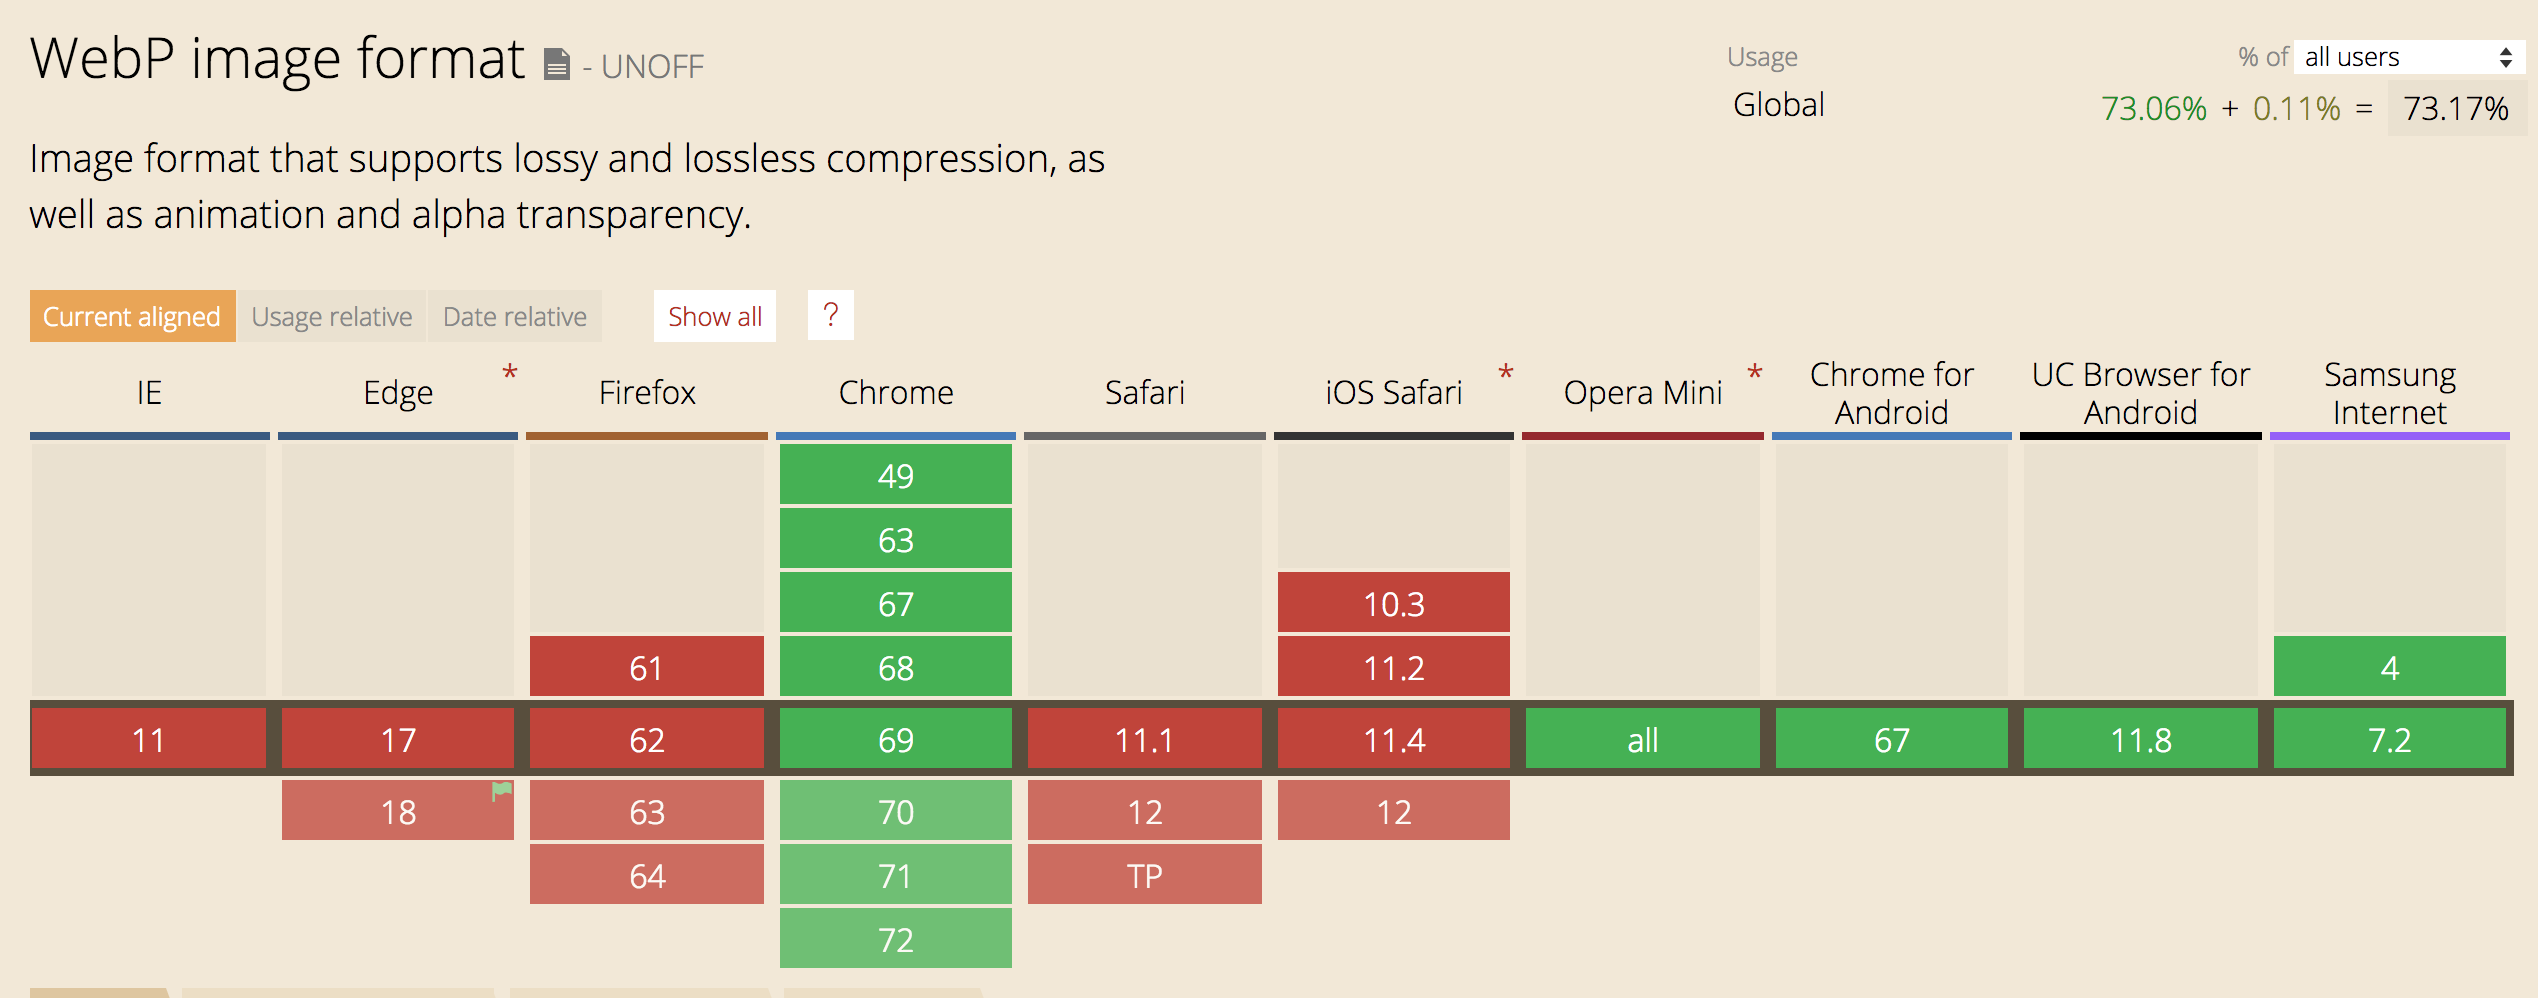 WebP image format - UNOFF
Usage % of all users
Global 73.06% + 0.11% = 73.17%
Image format that supports lossy and lossless compression, as
well as animation and alpha transparency.
Current aligned Usage relative Date relative Show all ?
IE Edge * Firefox Chrome Safari iOS Safari * Opera Mini * Chrome for Android UC Browser for Android Samsung Internet
49
63
67 10.3
61 68 11.2 4
11 17 62 69 11.1 11.4 all 67 11.8 7.2
18 63 70 12 12
64 71 TP
72